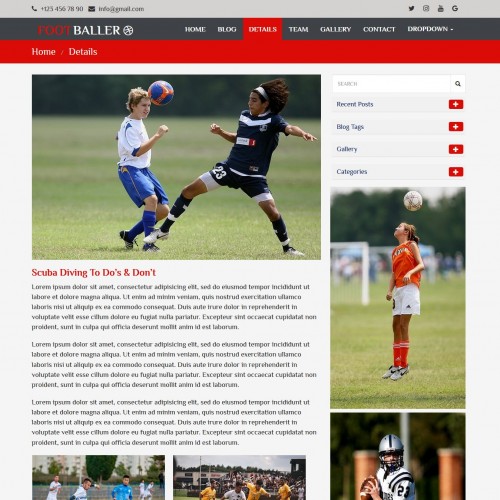 +123 456 78 90 info@gmail.com
FOOTBALLER
HOME BLOG DETAILS TEAM GALLERY CONTACT DROPDOWN
Home / Details
SEARCH
Recent Posts
Blog Tags
Gallery
Categories
23
Scuba Diving To Do's & Don't
Lorem ipsum dolor sit amet, consectetur adipisicing elit, sed do eiusmod tempor incididunt ut
labore et dolore magna aliqua. Ut enim ad minim veniam, quis nostrud exercitation ullamco
laboris nisi ut aliquip ex ea commodo consequat. Duis aute irure dolor in reprehenderit in
voluptate velit esse cillum dolore eu fugiat nulla pariatur. Excepteur sint occaecat cupidatat non
proident, sunt in culpa qui officia deserunt mollit anim id est laborum.
Lorem ipsum dolor sit amet, consectetur adipisicing elit, sed do eiusmod tempor incididunt ut
labore et dolore magna aliqua. Ut enim ad minim veniam, quis nostrud exercitation ullamco
laboris nisi ut aliquip ex ea commodo consequat. Duis aute irure dolor in reprehenderit in
voluptate velit esse cillum dolore eu fugiat nulla pariatur. Excepteur sint occaecat cupidatat non
proident, sunt in culpa qui officia deserunt mollit anim id est laborum.
Lorem ipsum dolor sit amet, consectetur adipisicing elit, sed do eiusmod tempor incididunt ut
labore et dolore magna aliqua. Ut enim ad minim veniam, quis nostrud exercitation ullamco
laboris nisi ut aliquip ex ea commodo consequat. Duis aute irure dolor in reprehenderit in
voluptate velit esse cillum dolore eu fugiat nulla pariatur. Excepteur sint occaecat cupidatat non
proident, sunt in culpa qui officia deserunt mollit anim id est laborum.